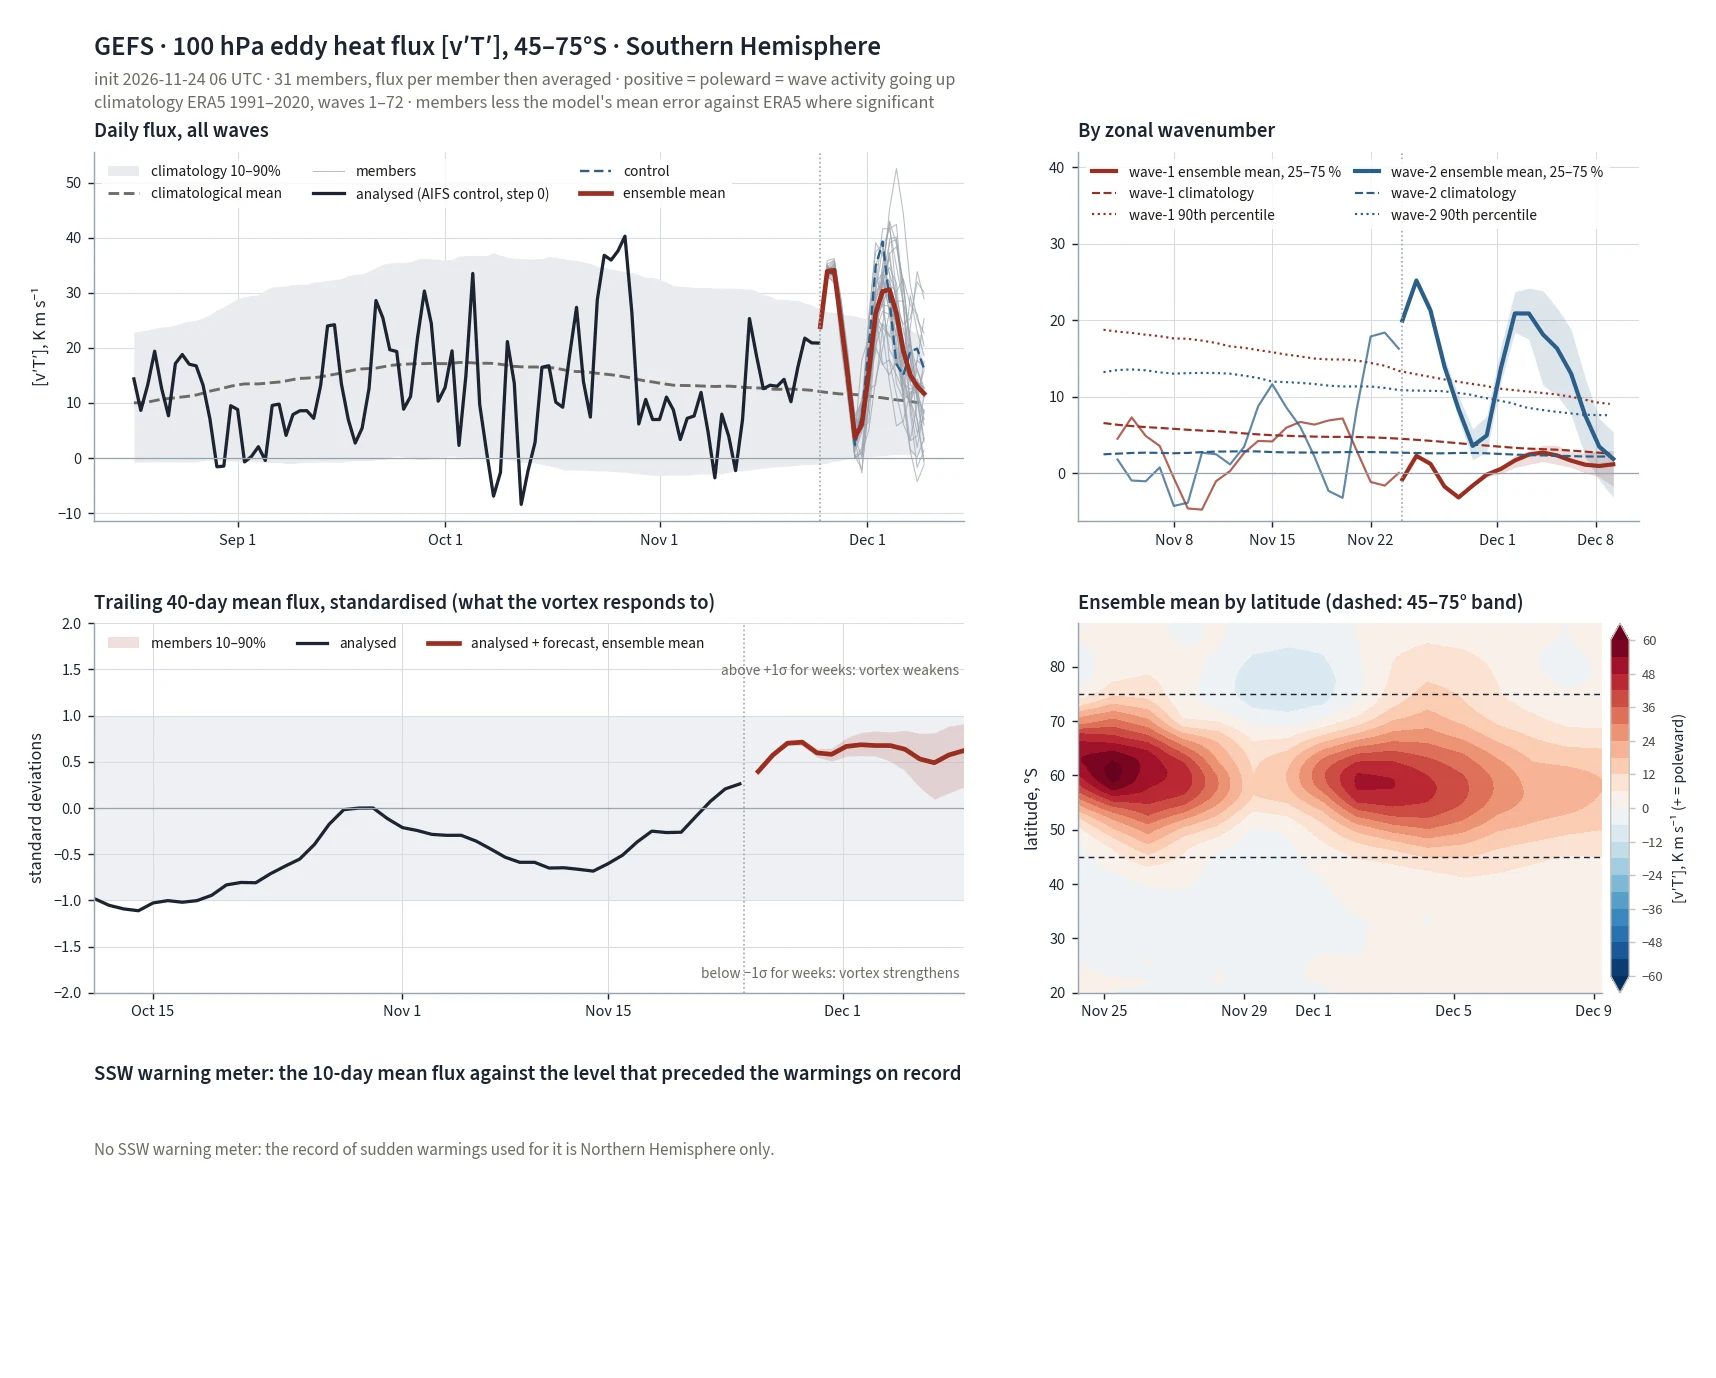 GEFS · 100 hPa eddy heat flux [v′T′], 45–75°S · Southern Hemisphere
init 2026-11-24 06 UTC · 31 members, flux per member then averaged · positive = poleward = wave activity going up
climatology ERA5 1991–2020, waves 1–72 · members less the model's mean error against ERA5 where significant
Daily flux, all waves
climatology 10–90%
members
control
climatological mean
analysed (AIFS control, step 0)
ensemble mean
[v′T′], K m s⁻¹
50
40
30
20
10
0
−10
Sep 1
Oct 1
Nov 1
Dec 1
By zonal wavenumber
wave-1 ensemble mean, 25–75 %
wave-2 ensemble mean, 25–75 %
wave-1 climatology
wave-2 climatology
wave-1 90th percentile
wave-2 90th percentile
40
30
20
10
0
Nov 8
Nov 15
Nov 22
Dec 1
Dec 8
Trailing 40-day mean flux, standardised (what the vortex responds to)
members 10–90%
analysed
analysed + forecast, ensemble mean
above +1σ for weeks: vortex weakens
below −1σ for weeks: vortex strengthens
standard deviations
2.0
1.5
1.0
0.5
0.0
−0.5
−1.0
−1.5
−2.0
Oct 15
Nov 1
Nov 15
Dec 1
Ensemble mean by latitude (dashed: 45–75° band)
latitude, °S
80
70
60
50
40
30
20
Nov 25
Nov 29
Dec 1
Dec 5
Dec 9
60
48
36
24
12
0
−12
−24
−36
−48
−60
[v′T′], K m s⁻¹ (+ = poleward)
SSW warning meter: the 10-day mean flux against the level that preceded the warmings on record
No SSW warning meter: the record of sudden warmings used for it is Northern Hemisphere only.